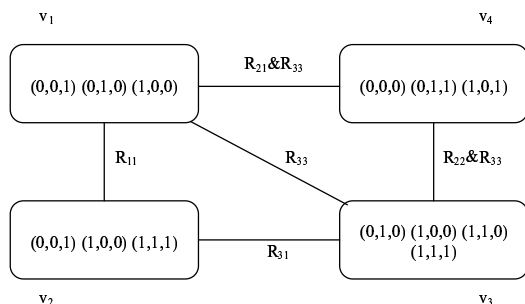 v1 v4
R21&R33
(0,0,1) (0,1,0) (1,0,0) (0,0,0) (0,1,1) (1,0,1)
R11 R33 R22&R33
(0,0,1) (1,0,0) (1,1,1) (0,1,0) (1,0,0) (1,1,0)
(1,1,1)
R31
v2 v3